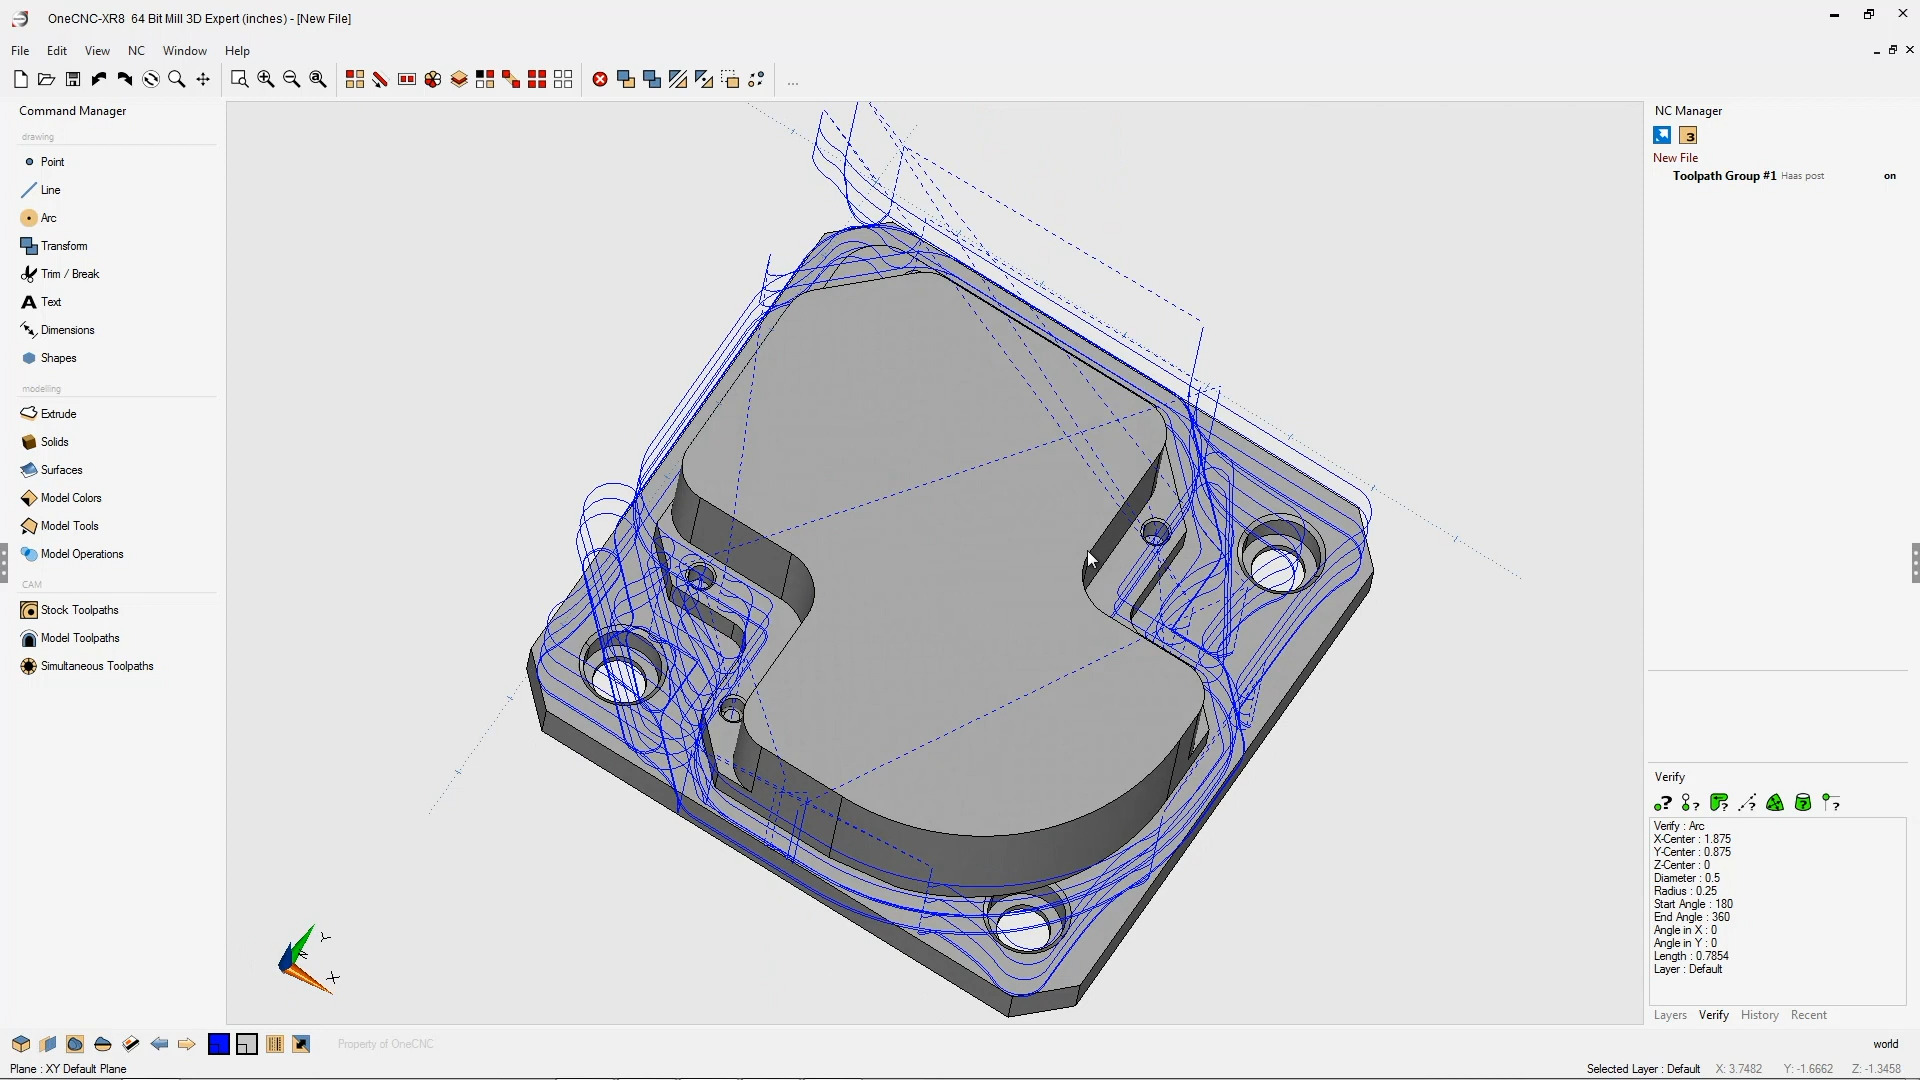 OneCNC-XR8 64 Bit Mill 3D Expert (inches) - [New File]
File Edit View NC Window Help
...
Command Manager
drawing
Point
Line
Arc
Transform
Trim / Break
Text
Dimensions
Shapes
modelling
Extrude
Solids
Surfaces
Model Colors
Model Tools
Model Operations
CAM
Stock Toolpaths
Model Toolpaths
Simultaneous Toolpaths
Y
X
NC Manager
3
New File
Toolpath Group #1 Haas post on
Verify
Verify : Arc
X-Center : 1.875
Y-Center : 0.875
Z-Center : 0
Diameter : 0.5
Radius : 0.25
Start Angle : 180
End Angle : 360
Angle in X : 0
Angle in Y : 0
Length : 0.7854
Layer : Default
Layers Verify History Recent
Property of OneCNC
world
Plane : XY Default Plane
Selected Layer : Default X: 3.7482 Y: -1.6662 Z: -1.3458